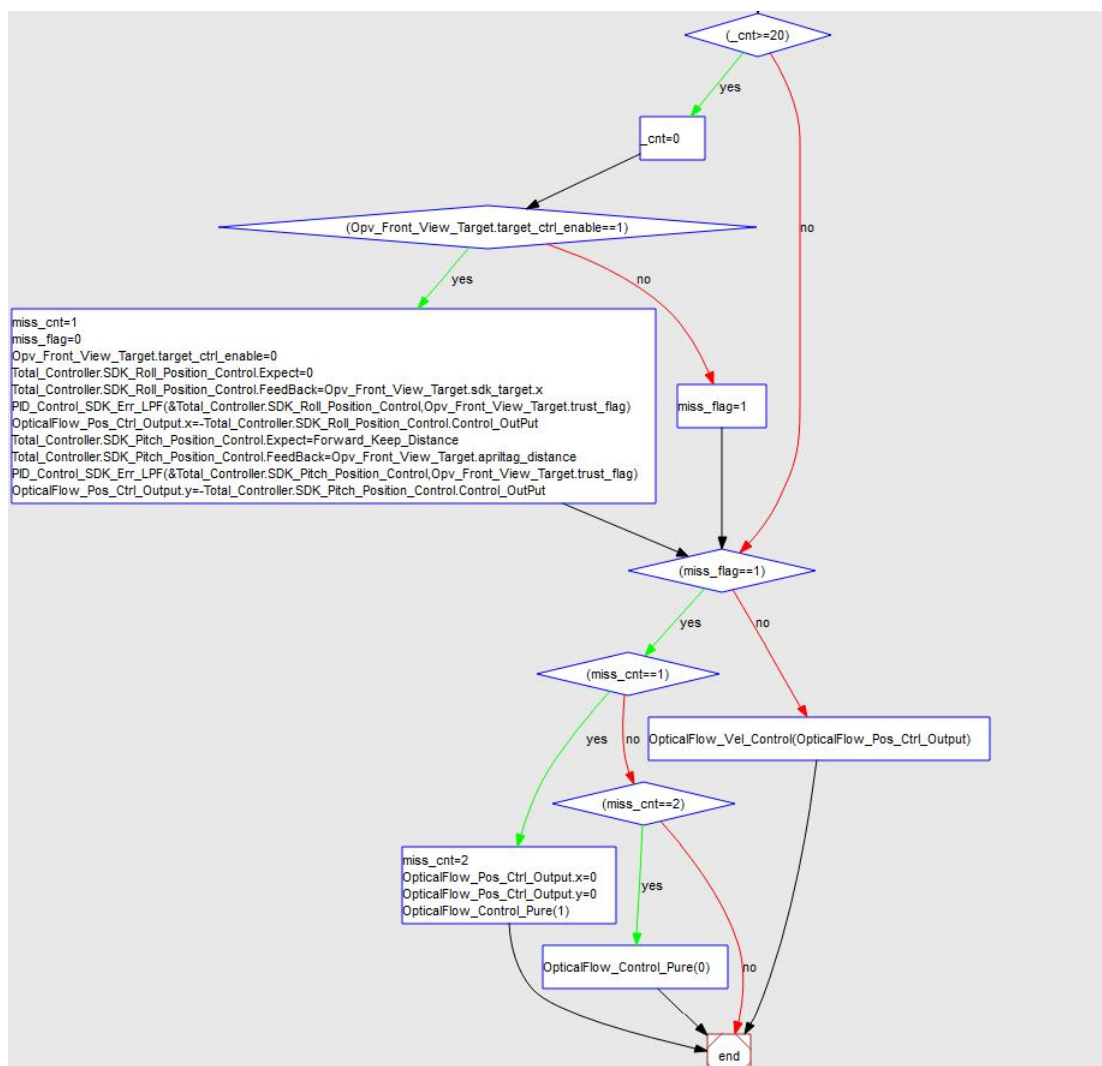 (_cnt>=20)
yes
_cnt=0
no
(Opv_Front_View_Target.target_ctrl_enable==1)
yes
no
miss_cnt=1
miss_flag=0
Opv_Front_View_Target.target_ctrl_enable=0
Total_Controller.SDK_Roll_Position_Control.Expect=0
Total_Controller.SDK_Roll_Position_Control.FeedBack=Opv_Front_View_Target.sdk_target.x
PID_Control_SDK_Err_LPF(&Total_Controller.SDK_Roll_Position_Control,Opv_Front_View_Target.trust_flag)
OpticalFlow_Pos_Ctrl_Output.x=-Total_Controller.SDK_Roll_Position_Control.Control_OutPut
Total_Controller.SDK_Pitch_Position_Control.Expect=Forward_Keep_Distance
Total_Controller.SDK_Pitch_Position_Control.FeedBack=Opv_Front_View_Target.apriltag_distance
PID_Control_SDK_Err_LPF(&Total_Controller.SDK_Pitch_Position_Control,Opv_Front_View_Target.trust_flag)
OpticalFlow_Pos_Ctrl_Output.y=-Total_Controller.SDK_Pitch_Position_Control.Control_OutPut
miss_flag=1
(miss_flag==1)
yes
no
(miss_cnt==1)
OpticalFlow_Vel_Control(OpticalFlow_Pos_Ctrl_Output)
yes
no
(miss_cnt==2)
miss_cnt=2
OpticalFlow_Pos_Ctrl_Output.x=0
OpticalFlow_Pos_Ctrl_Output.y=0
OpticalFlow_Control_Pure(1)
yes
no
OpticalFlow_Control_Pure(0)
end